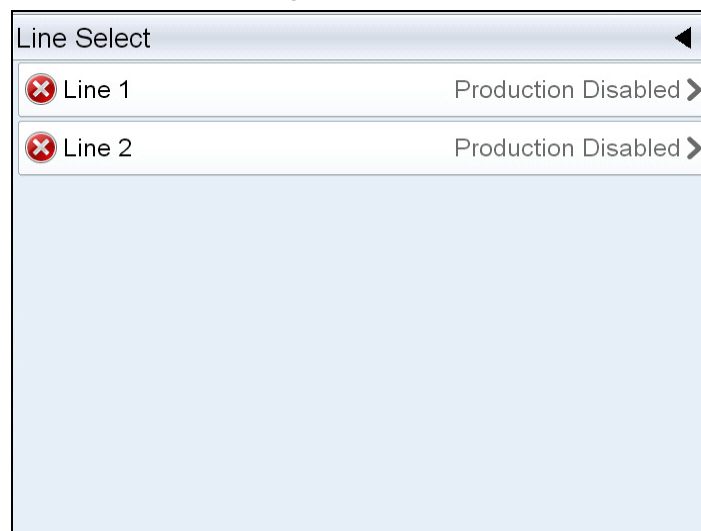 Line Select
Line 1 Production Disabled
Line 2 Production Disabled